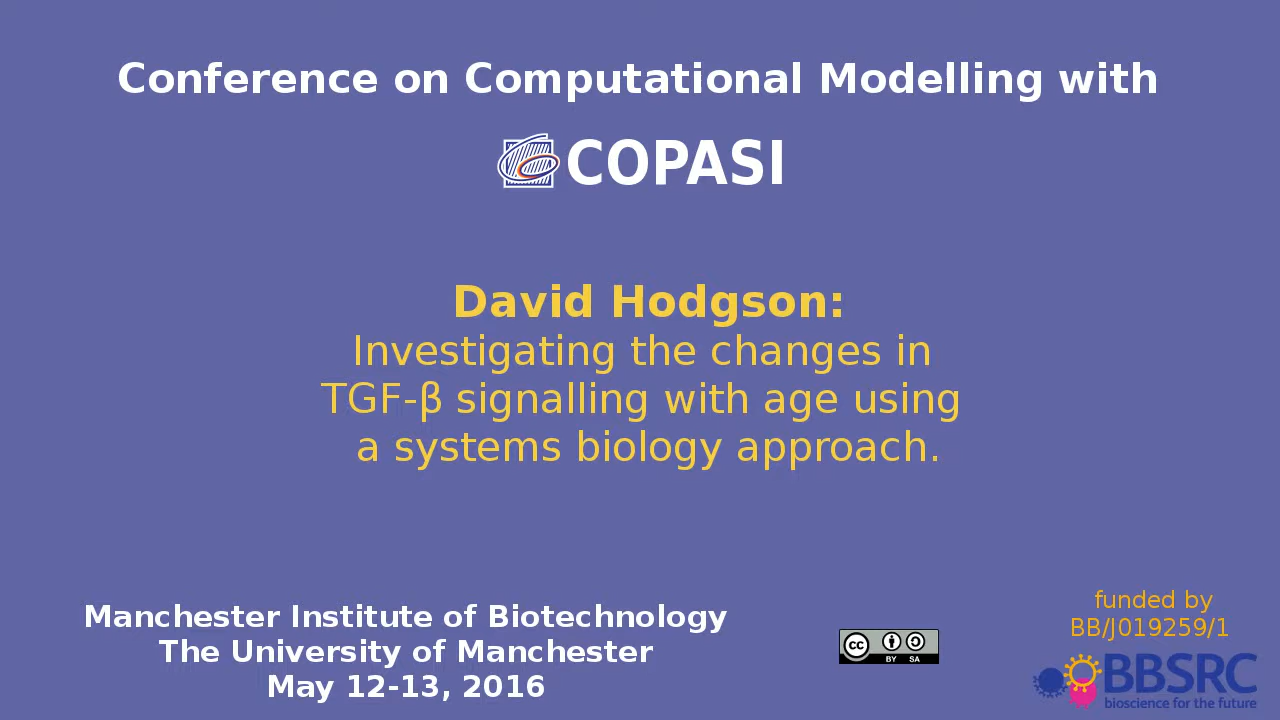 Conference on Computational Modelling with
COPASI
David Hodgson:
Investigating the changes in
TGF-β signalling with age using
a systems biology approach.
Manchester Institute of Biotechnology
The University of Manchester
May 12-13, 2016
cc
BY SA
funded by
BB/J019259/1
BBSRC
bioscience for the future